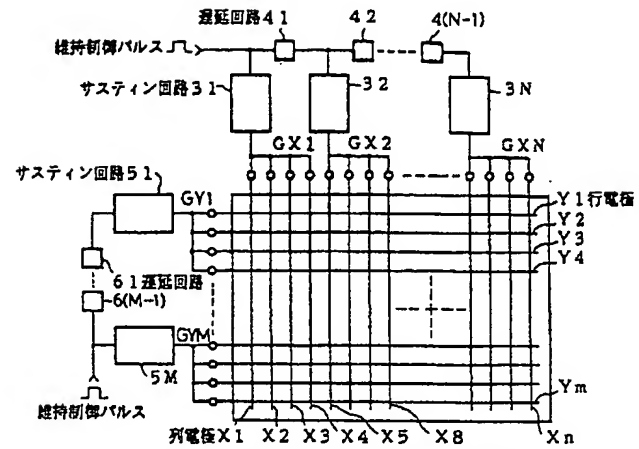 遅延回路41
42
4(N-1)
維持制御パルス
サスティン回路31
32
3N
GX1
GX2
GXN
サスティン回路51
GY1
Y1行電極
Y2
Y3
Y4
61遅延回路
6(M-1)
GYM
5M
Ym
維持制御パルス
列電極X1
X2
X3
X4
X5
X8
Xn